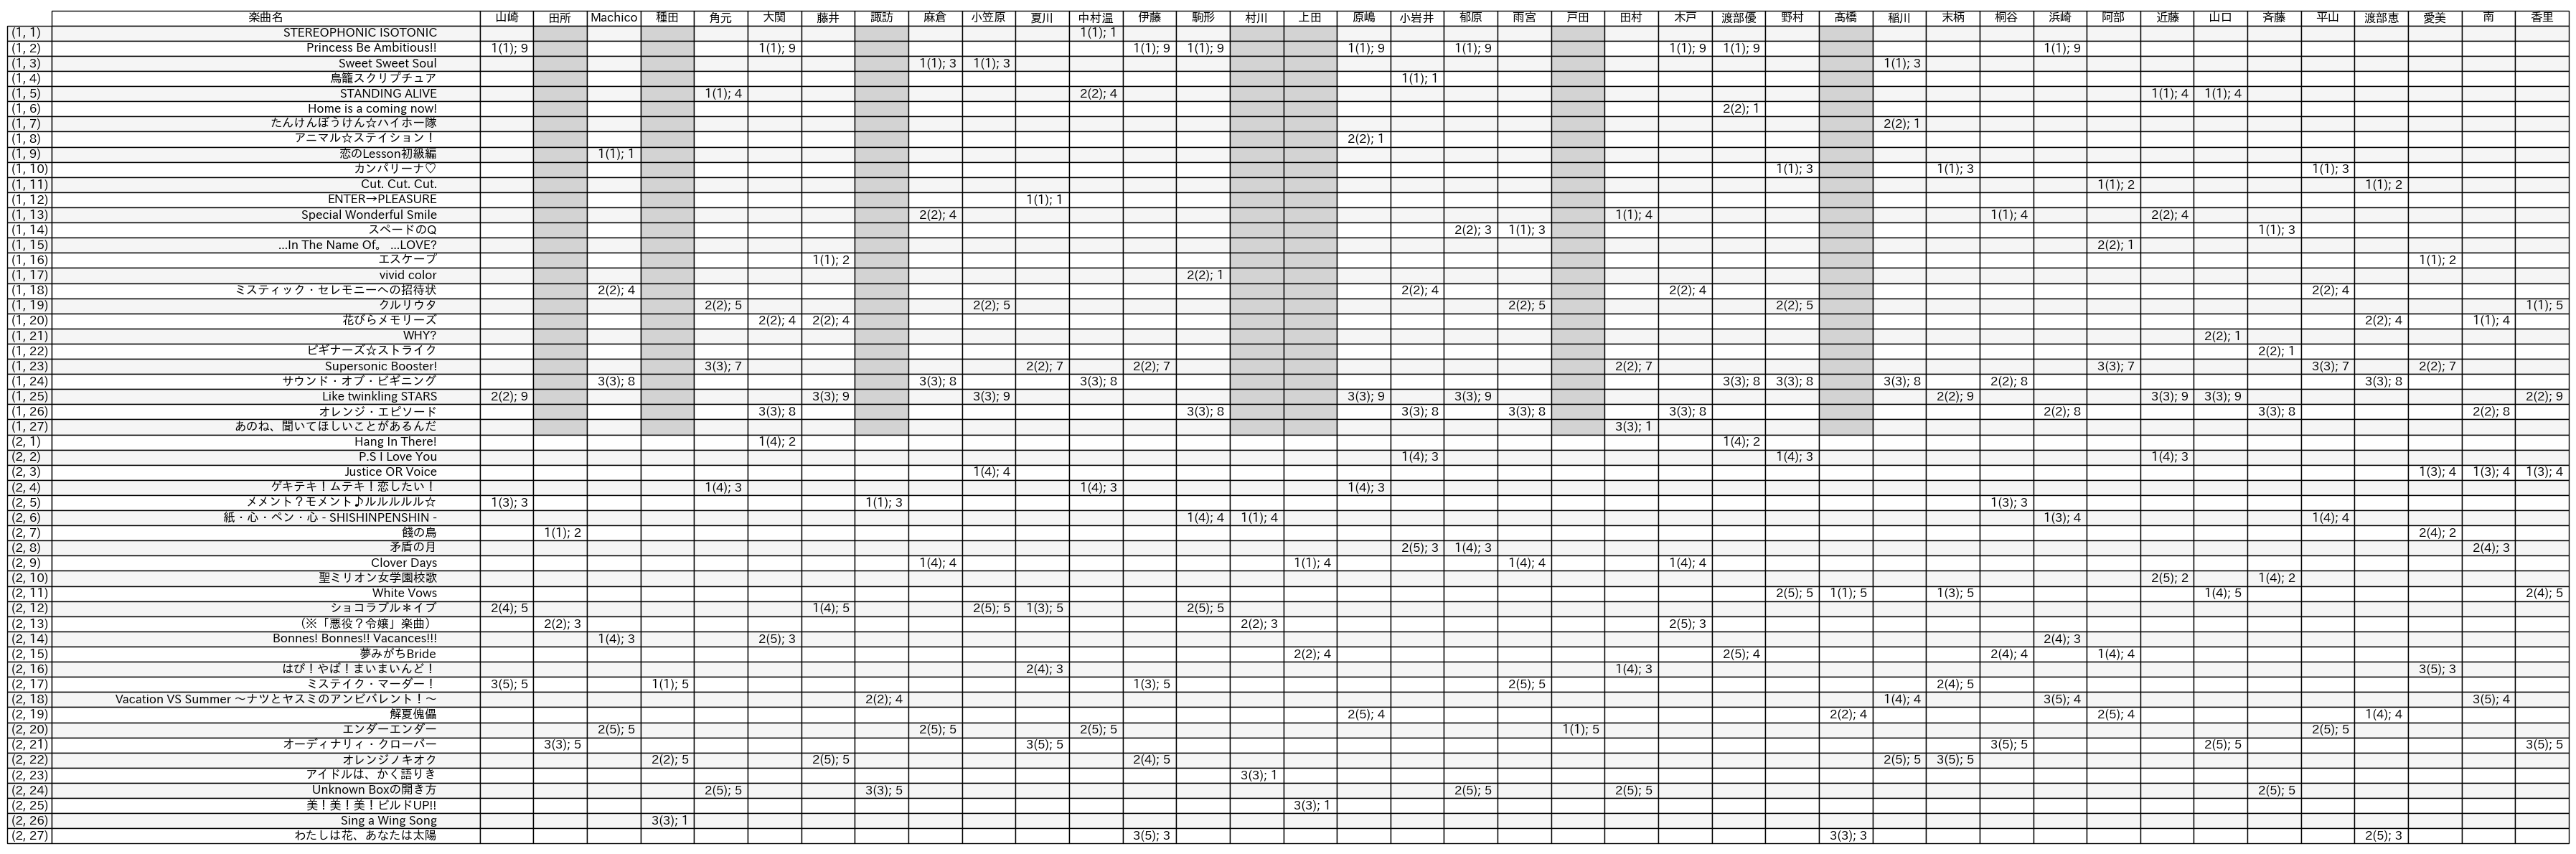 楽曲名 山崎 田所 Machico 種田 角元 大関 藤井 諏訪 麻倉 小笠原 夏川 中村温 伊藤 駒形 村川 上田 原嶋 小岩井 郁原 雨宮 戸田 田村 木戸 渡部優 野村 髙橋 稲川 末柄 桐谷 浜崎 阿部 近藤 山口 斉藤 平山 渡部恵 愛美 南 香里
(1, 1) STEREOPHONIC ISOTONIC 1(1); 1
(1, 2) Princess Be Ambitious!! 1(1); 9 1(1); 9 1(1); 9 1(1); 9 1(1); 9 1(1); 9 1(1); 9 1(1); 9 1(1); 9
(1, 3) Sweet Sweet Soul 1(1); 3 1(1); 3 1(1); 3
(1, 4) 鳥籠スクリプチュア 1(1); 1
(1, 5) STANDING ALIVE 1(1); 4 2(2); 4 1(1); 4 1(1); 4
(1, 6) Home is a coming now! 2(2); 1
(1, 7) たんけんぼうけん☆ハイホー隊 2(2); 1
(1, 8) アニマル☆ステイション！ 2(2); 1
(1, 9) 恋のLesson初級編 1(1); 1
(1, 10) カンパリーナ♡ 1(1); 3 1(1); 3 1(1); 3
(1, 11) Cut. Cut. Cut. 1(1); 2 1(1); 2
(1, 12) ENTER→PLEASURE 1(1); 1
(1, 13) Special Wonderful Smile 2(2); 4 1(1); 4 1(1); 4 2(2); 4
(1, 14) スペードのQ 2(2); 3 1(1); 3 1(1); 3
(1, 15) ...In The Name Of。 ...LOVE? 2(2); 1
(1, 16) エスケープ 1(1); 2 1(1); 2
(1, 17) vivid color 2(2); 1
(1, 18) ミスティック・セレモニーへの招待状 2(2); 4 2(2); 4 2(2); 4 2(2); 4
(1, 19) クルリウタ 2(2); 5 2(2); 5 2(2); 5 2(2); 5 1(1); 5
(1, 20) 花びらメモリーズ 2(2); 4 2(2); 4 2(2); 4 1(1); 4
(1, 21) WHY? 2(2); 1
(1, 22) ビギナーズ☆ストライク 2(2); 1
(1, 23) Supersonic Booster! 3(3); 7 2(2); 7 2(2); 7 2(2); 7 3(3); 7 3(3); 7 2(2); 7
(1, 24) サウンド・オブ・ビギニング 3(3); 8 3(3); 8 3(3); 8 3(3); 8 3(3); 8 3(3); 8 2(2); 8 3(3); 8
(1, 25) Like twinkling STARS 2(2); 9 3(3); 9 3(3); 9 3(3); 9 3(3); 9 2(2); 9 3(3); 9 3(3); 9 2(2); 9
(1, 26) オレンジ・エピソード 3(3); 8 3(3); 8 3(3); 8 3(3); 8 3(3); 8 2(2); 8 3(3); 8 2(2); 8
(1, 27) あのね、聞いてほしいことがあるんだ 3(3); 1
(2, 1) Hang In There! 1(4); 2 1(4); 2
(2, 2) P.S I Love You 1(4); 3 1(4); 3 1(4); 3
(2, 3) Justice OR Voice 1(4); 4 1(3); 4 1(3); 4 1(3); 4
(2, 4) ゲキテキ！ムテキ！恋したい！ 1(4); 3 1(4); 3 1(4); 3
(2, 5) メメント？モメント♪ルルルルル☆ 1(3); 3 1(1); 3 1(3); 3
(2, 6) 紙・心・ペン・心 - SHISHINPENSHIN - 1(4); 4 1(1); 4 1(3); 4 1(4); 4
(2, 7) 餞の鳥 1(1); 2 2(4); 2
(2, 8) 矛盾の月 2(5); 3 1(4); 3 2(4); 3
(2, 9) Clover Days 1(4); 4 1(1); 4 1(4); 4 1(4); 4
(2, 10) 聖ミリオン女学園校歌 2(5); 2 1(4); 2
(2, 11) White Vows 2(5); 5 1(1); 5 1(3); 5 1(4); 5 2(4); 5
(2, 12) ショコラブル＊イブ 2(4); 5 1(4); 5 2(5); 5 1(3); 5 2(5); 5
(2, 13) （※「悪役？令嬢」楽曲） 2(2); 3 2(2); 3 2(5); 3
(2, 14) Bonnes! Bonnes!! Vacances!!! 1(4); 3 2(5); 3 2(4); 3
(2, 15) 夢みがちBride 2(2); 4 2(5); 4 2(4); 4 1(4); 4
(2, 16) はぴ！やば！まいまいんど！ 2(4); 3 1(4); 3 3(5); 3
(2, 17) ミステイク・マーダー！ 3(5); 5 1(1); 5 1(3); 5 2(5); 5 2(4); 5
(2, 18) Vacation VS Summer ～ナツとヤスミのアンビバレント！～ 2(2); 4 1(4); 4 3(5); 4 3(5); 4
(2, 19) 解夏傀儡 2(5); 4 2(2); 4 2(5); 4 1(4); 4
(2, 20) エンダーエンダー 2(5); 5 2(5); 5 2(5); 5 1(1); 5 2(5); 5
(2, 21) オーディナリィ・クローバー 3(3); 5 3(5); 5 3(5); 5 2(5); 5 3(5); 5
(2, 22) オレンジノキオク 2(2); 5 2(5); 5 2(4); 5 2(5); 5 3(5); 5
(2, 23) アイドルは、かく語りき 3(3); 1
(2, 24) Unknown Boxの開き方 2(5); 5 3(3); 5 2(5); 5 2(5); 5 2(5); 5
(2, 25) 美！美！美！ビルドUP!! 3(3); 1
(2, 26) Sing a Wing Song 3(3); 1
(2, 27) わたしは花、あなたは太陽 3(5); 3 3(3); 3 2(5); 3